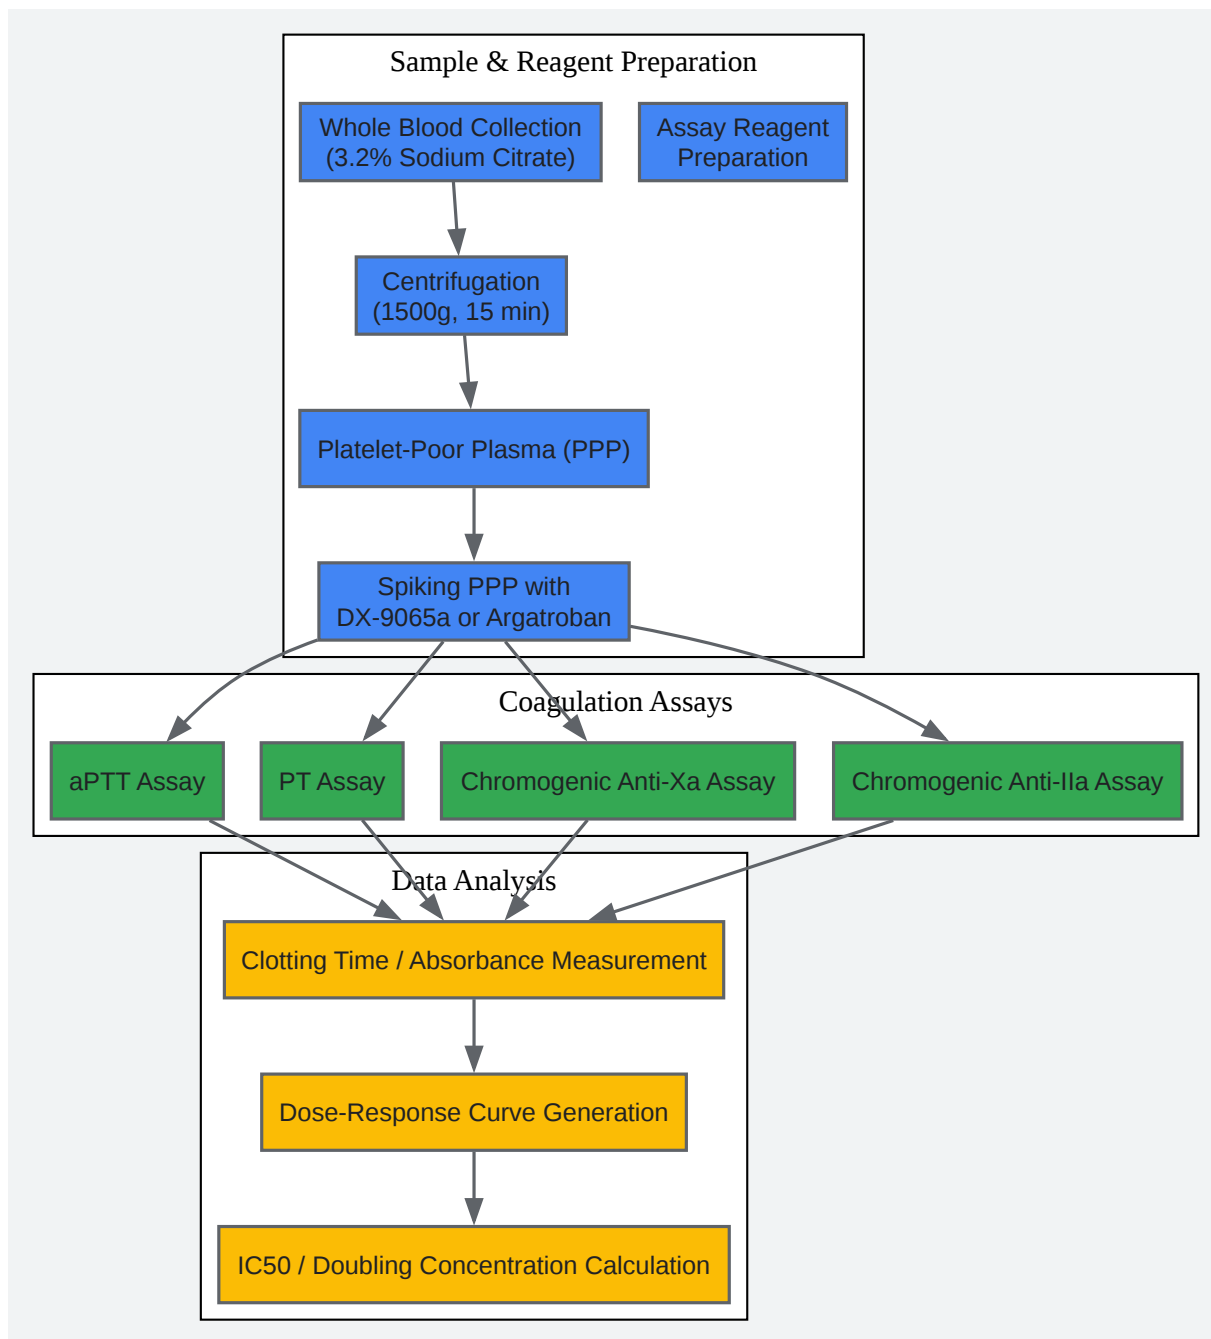 Sample & Reagent Preparation
Whole Blood Collection
(3.2% Sodium Citrate)
Assay Reagent
Preparation
Centrifugation
(1500g, 15 min)
Platelet-Poor Plasma (PPP)
Spiking PPP with
DX-9065a or Argatroban
Coagulation Assays
aPTT Assay
PT Assay
Chromogenic Anti-Xa Assay
Chromogenic Anti-IIa Assay
Data Analysis
Clotting Time / Absorbance Measurement
Dose-Response Curve Generation
IC50 / Doubling Concentration Calculation